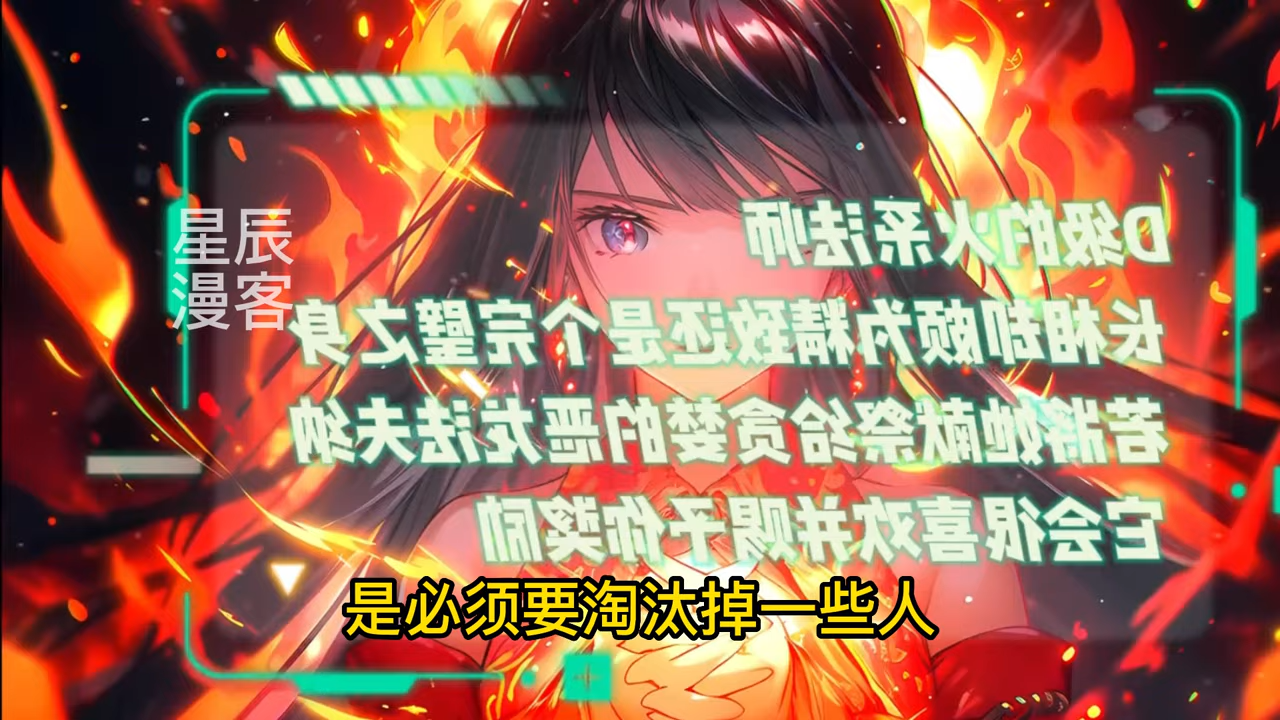 星辰
漫客
D级的火系法师
长相却颇为精致还是个完璧之身
若将她献祭给贪婪的恶龙法夫纳
它会很喜欢并赐予你奖励
是必须要淘汰掉一些人